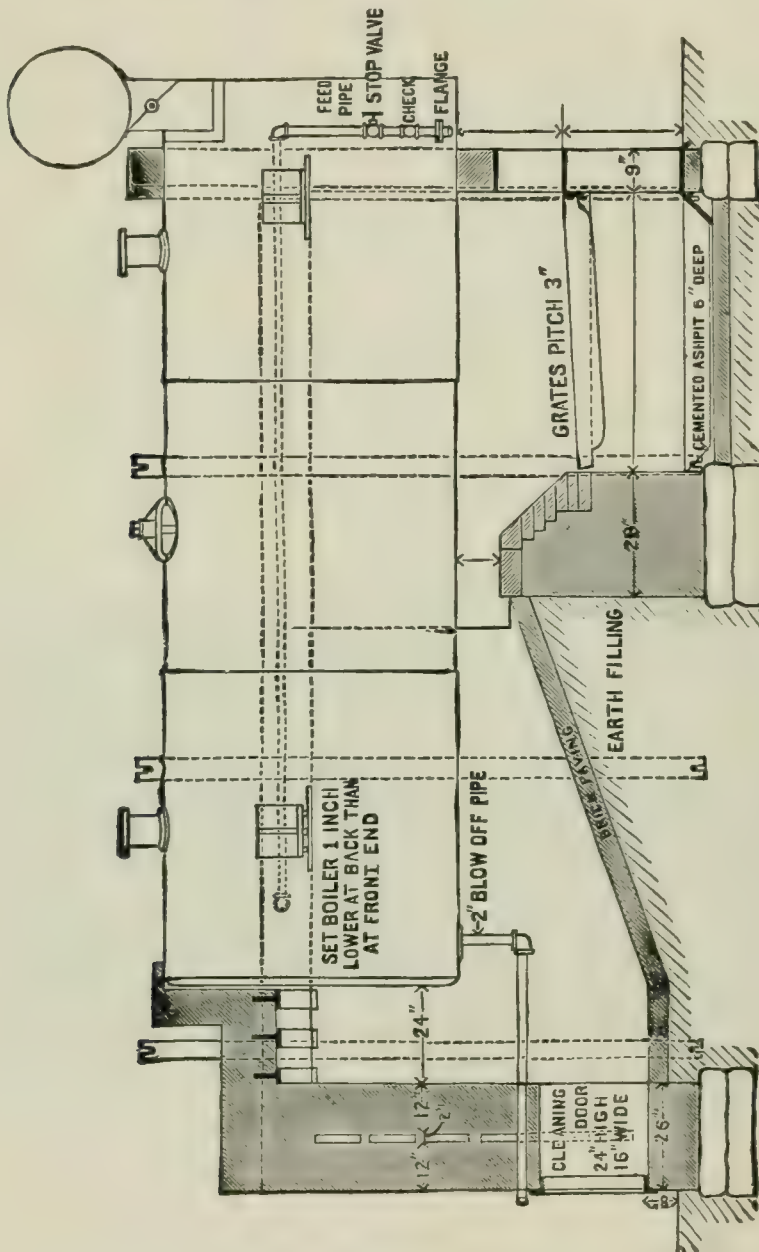 FEED
PIPE
STOP VALVE
CHECK
FLANGE
SET BOILER 1 INCH
LOWER AT BACK THAN
AT FRONT END
2" BLOW OFF PIPE
24"
12"
12"
2"
GRATES PITCH 3"
CLEANING
DOOR
24"HIGH
16"WIDE
BRICK PAVING
EARTH FILLING
28"
9"
26"
CEMENTED ASHPIT 6"DEEP